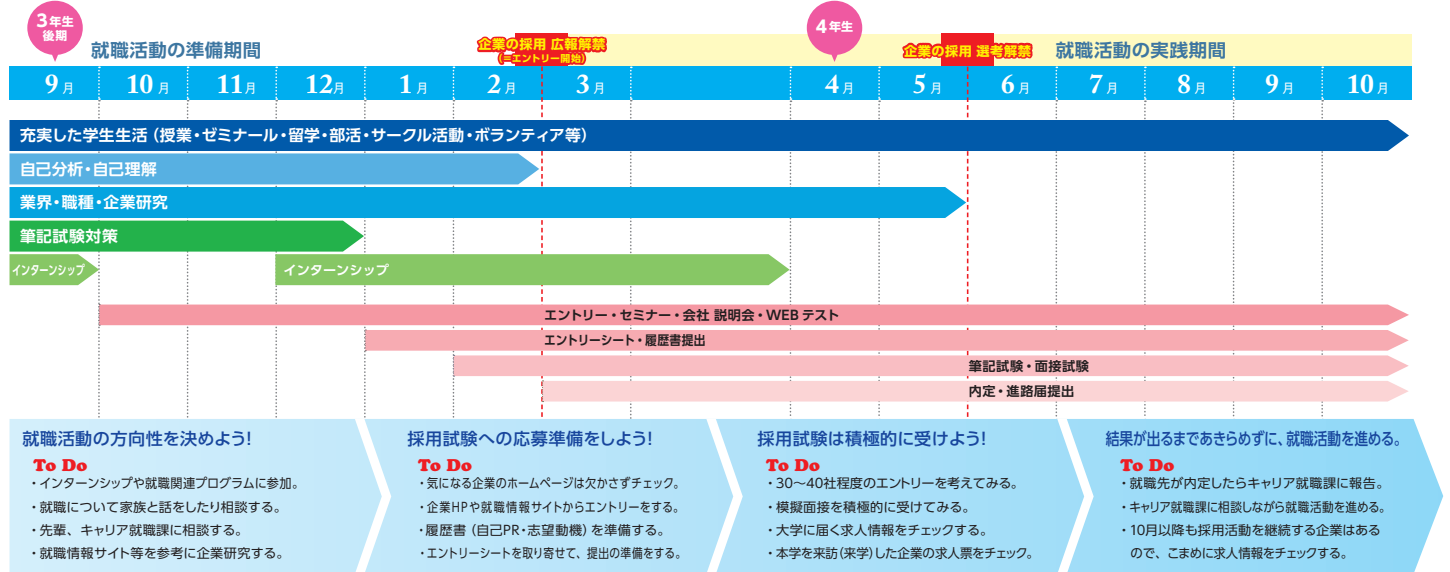 3年生
後期
就職活動の準備期間
企業の採用 広報解禁
(=エントリー開始)
4年生
企業の採用 選考解禁
就職活動の実践期間
9月 10月 11月 12月 1月 2月 3月 4月 5月 6月 7月 8月 9月 10月
充実した学生生活（授業・ゼミナール・留学・部活・サークル活動・ボランティア等）
自己分析・自己理解
業界・職種・企業研究
筆記試験対策
インターンシップ
インターンシップ
エントリー・セミナー・会社 説明会・WEB テスト
エントリーシート・履歴書提出
筆記試験・面接試験
内定・進路届提出
就職活動の方向性を決めよう!
To Do
・インターンシップや就職関連プログラムに参加。
・就職について家族と話をしたり相談する。
・先輩、キャリア就職課に相談する。
・就職情報サイト等を参考に企業研究する。
採用試験への応募準備をしよう!
To Do
・気になる企業のホームページは欠かさずチェック。
・企業HPや就職情報サイトからエントリーをする。
・履歴書（自己PR・志望動機）を準備する。
・エントリーシートを取り寄せて、提出の準備をする。
採用試験は積極的に受けよう!
To Do
・30〜40社程度のエントリーを考えてみる。
・模擬面接を積極的に受けてみる。
・大学に届く求人情報をチェックする。
・本学を来訪(来学)した企業の求人票をチェック。
結果が出るまであきらめずに、就職活動を進める。
To Do
・就職先が内定したらキャリア就職課に報告。
・キャリア就職課に相談しながら就職活動を進める。
・10月以降も採用活動を継続する企業はある
ので、こまめに求人情報をチェックする。